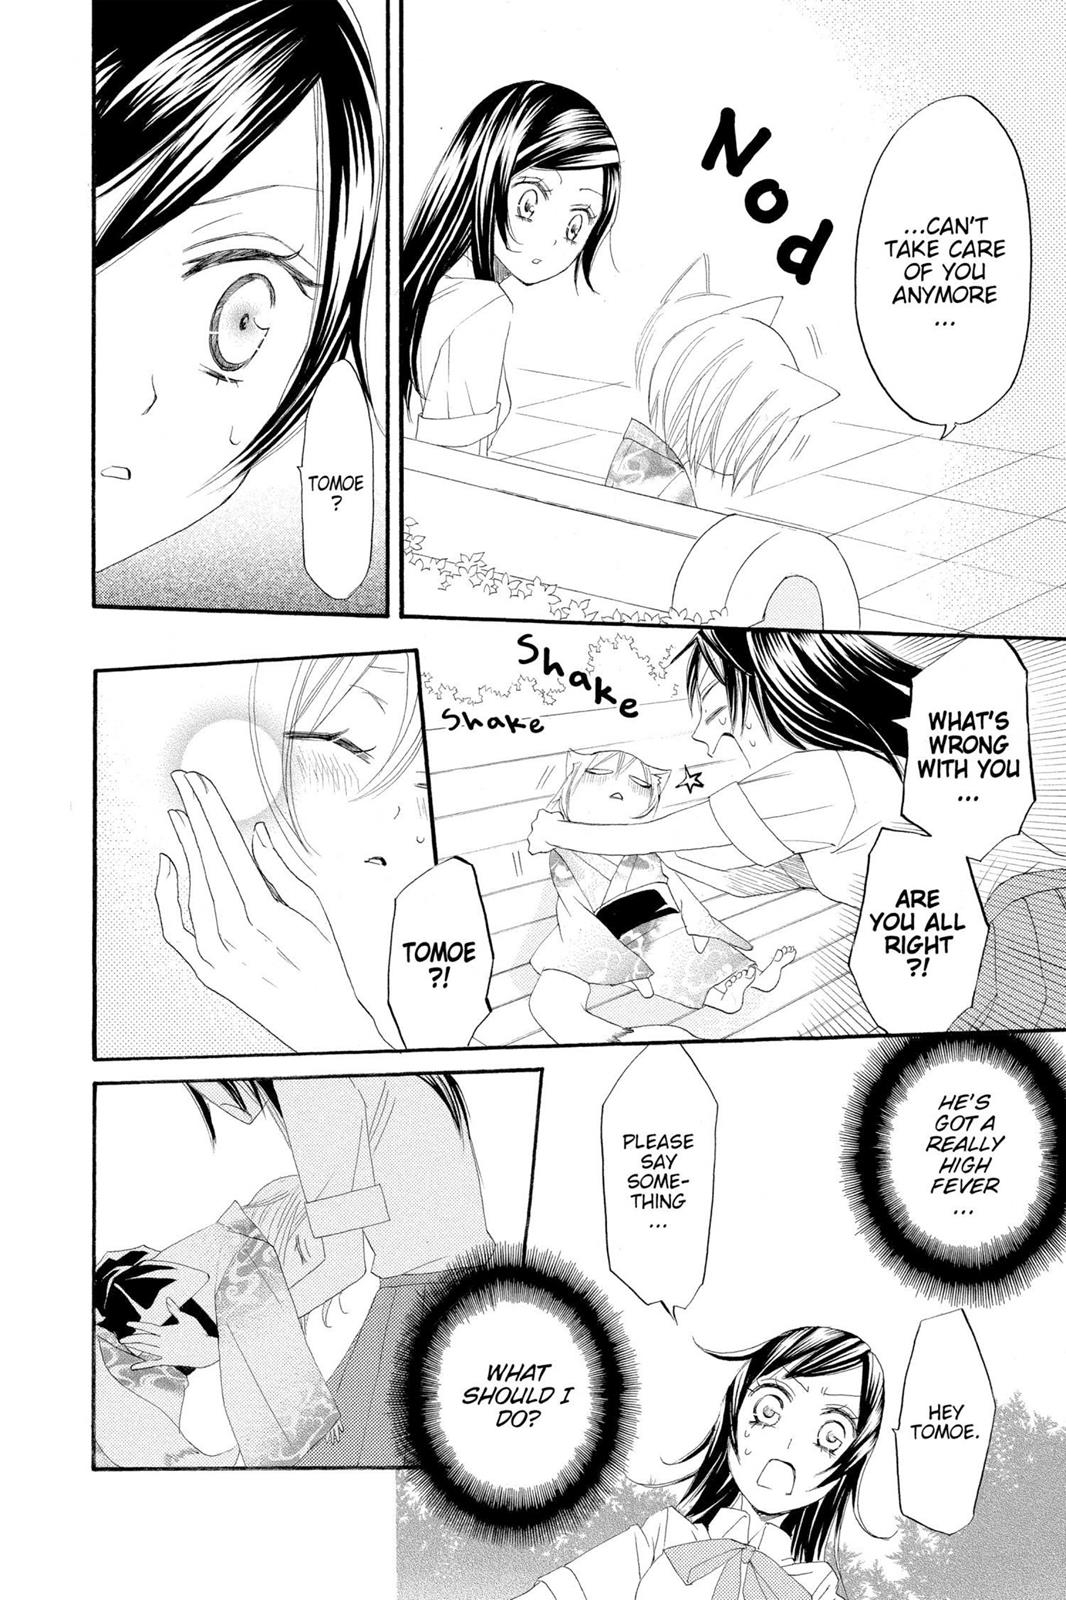 ...CAN'T
TAKE CARE
OF YOU
ANYMORE
...
Nod
TOMOE
?
WHAT'S
WRONG
WITH YOU
...
ARE
YOU ALL
RIGHT
?!
Shake
Shake
TOMOE
?!
HE'S
GOT A
REALLY
HIGH
FEVER
...
PLEASE
SAY
SOME-
THING
...
HEY
TOMOE.
WHAT
SHOULD I
DO?